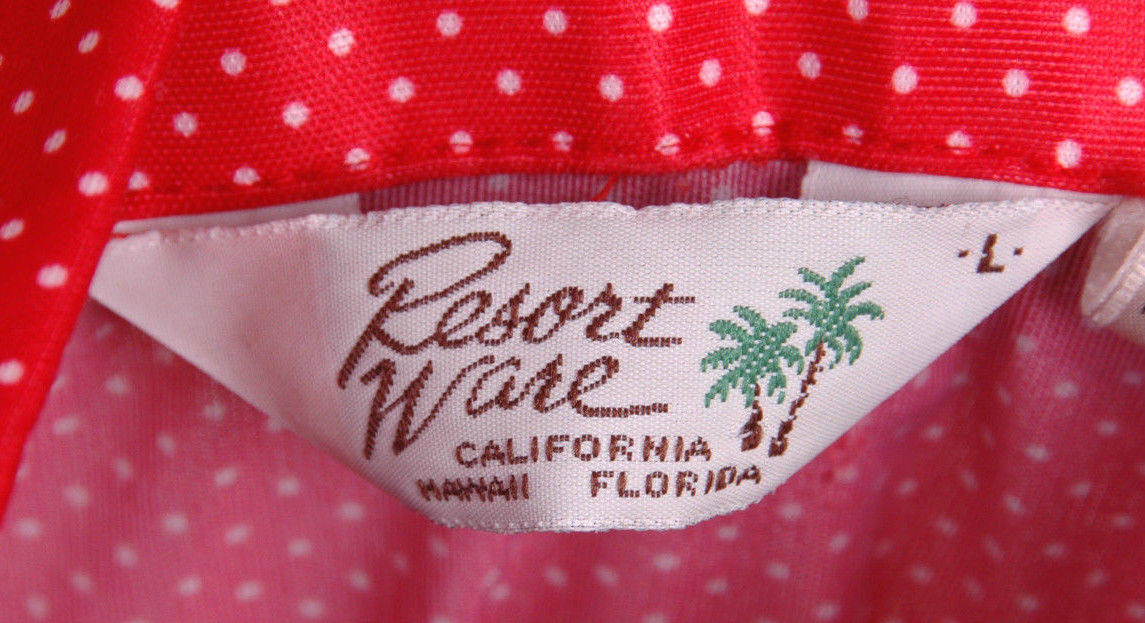 Resort
Ware
CALIFORNIA
HAWAII FLORIDA
·L·